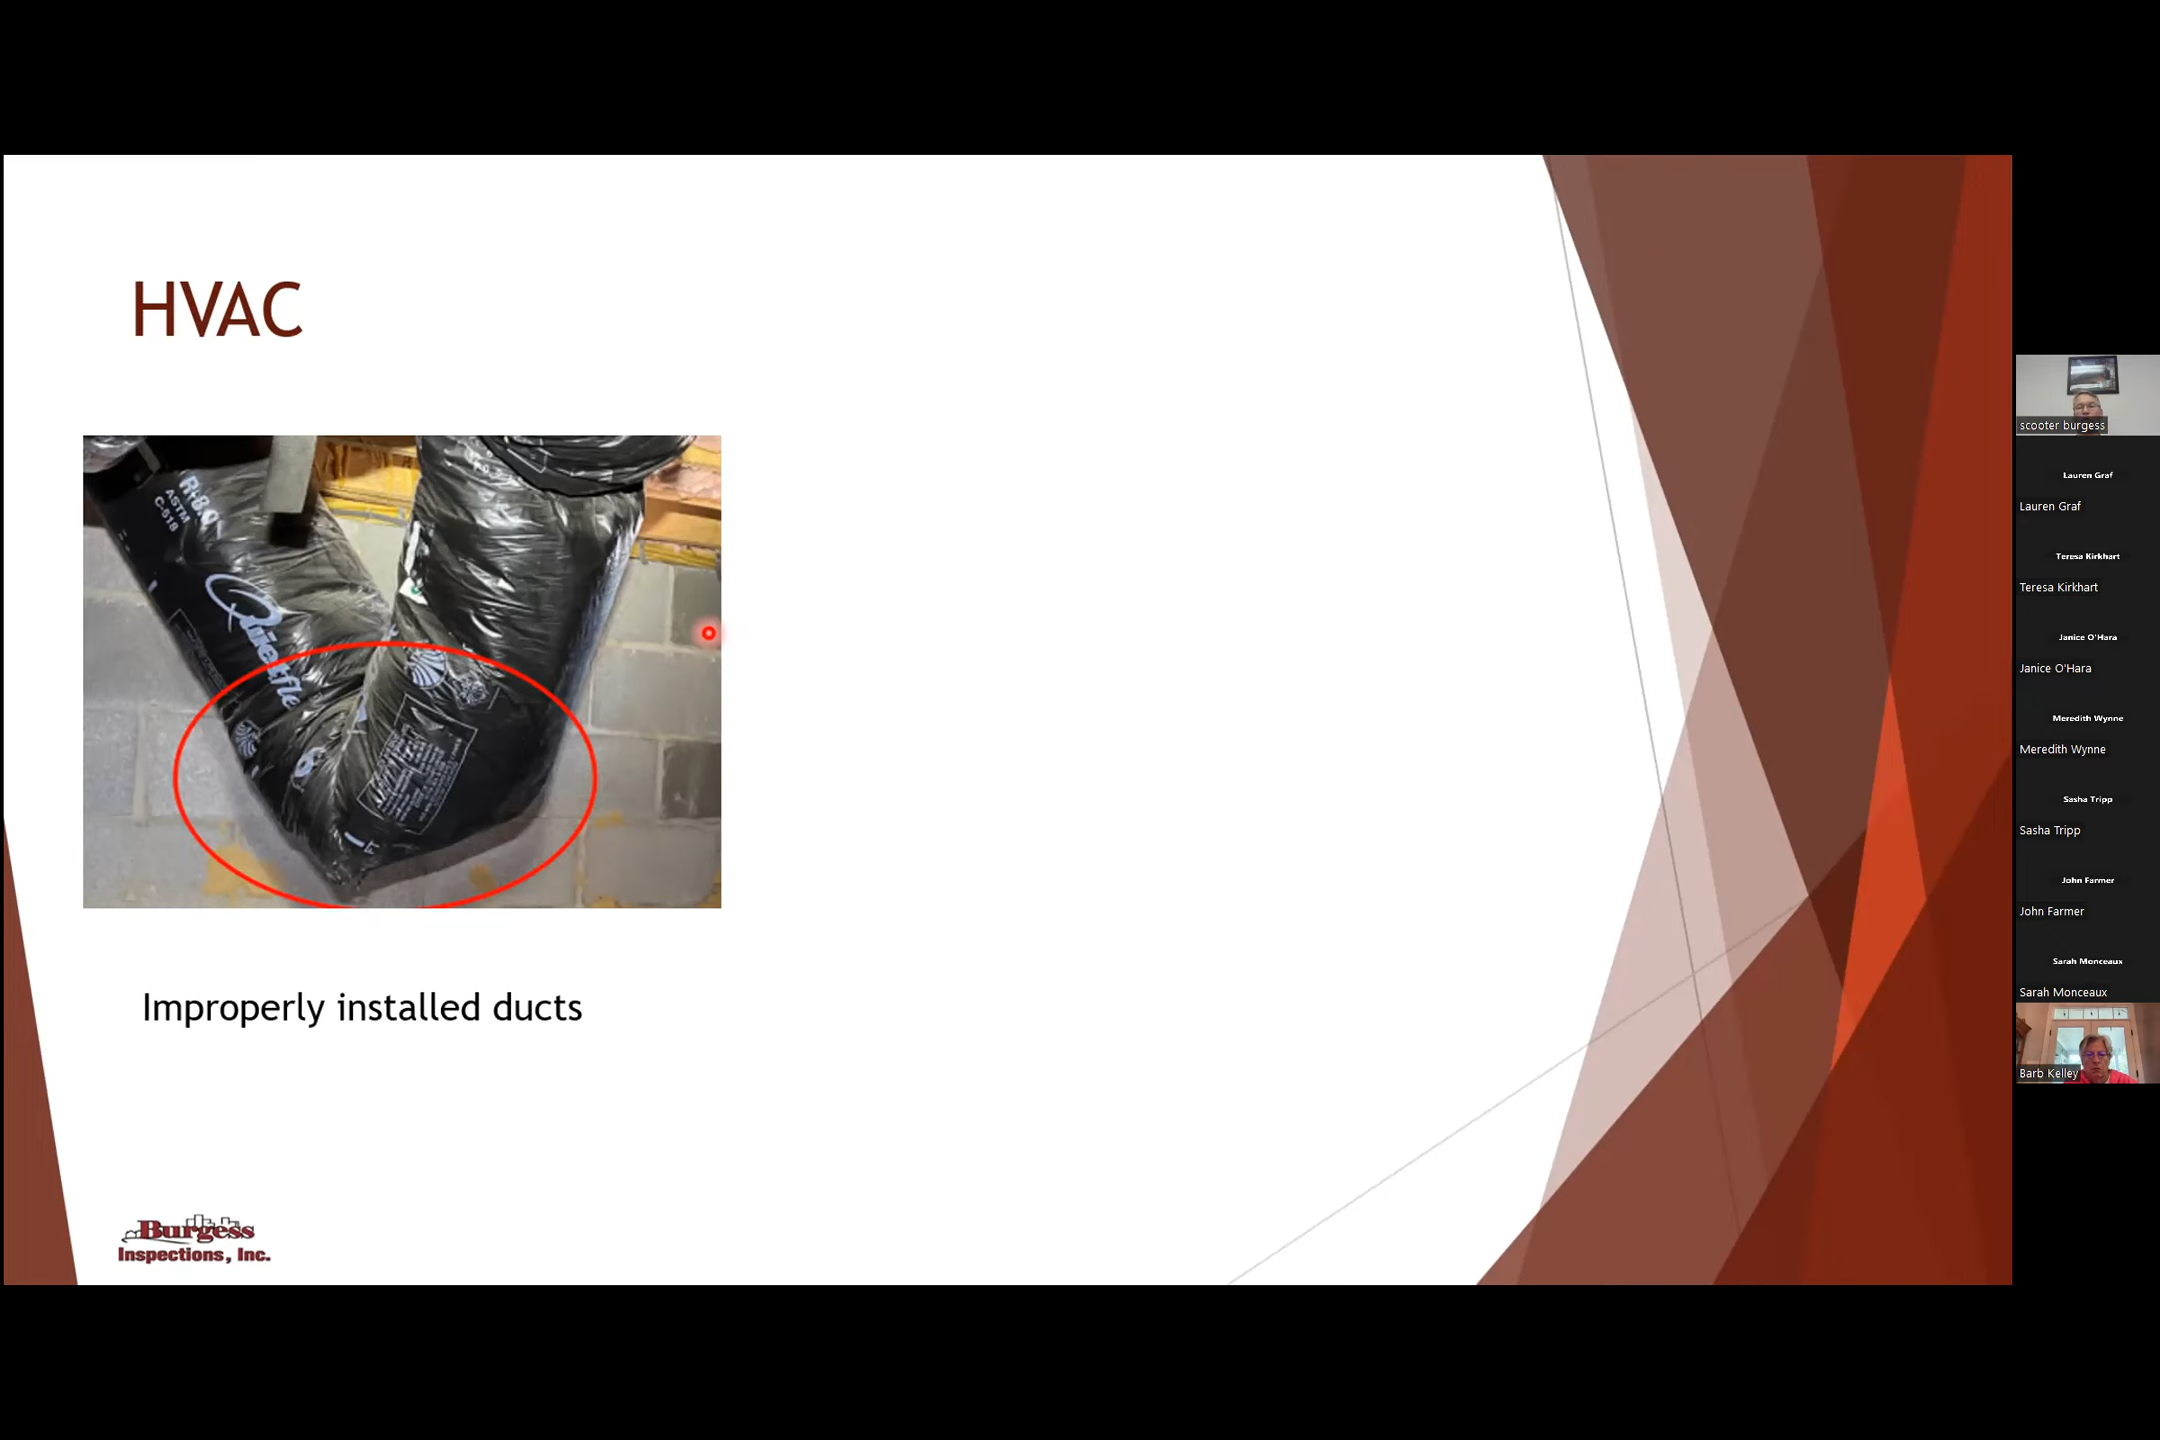 HVAC
R-8.0
ASTM
C-518
Quietfle
Improperly installed ducts
Burgess
Inspections, Inc.
scooter burgess
Lauren Graf
Lauren Graf
Teresa Kirkhart
Teresa Kirkhart
Janice O'Hara
Janice O'Hara
Meredith Wynne
Meredith Wynne
Sasha Tripp
Sasha Tripp
John Farmer
John Farmer
Sarah Monceaux
Sarah Monceaux
Barb Kelley